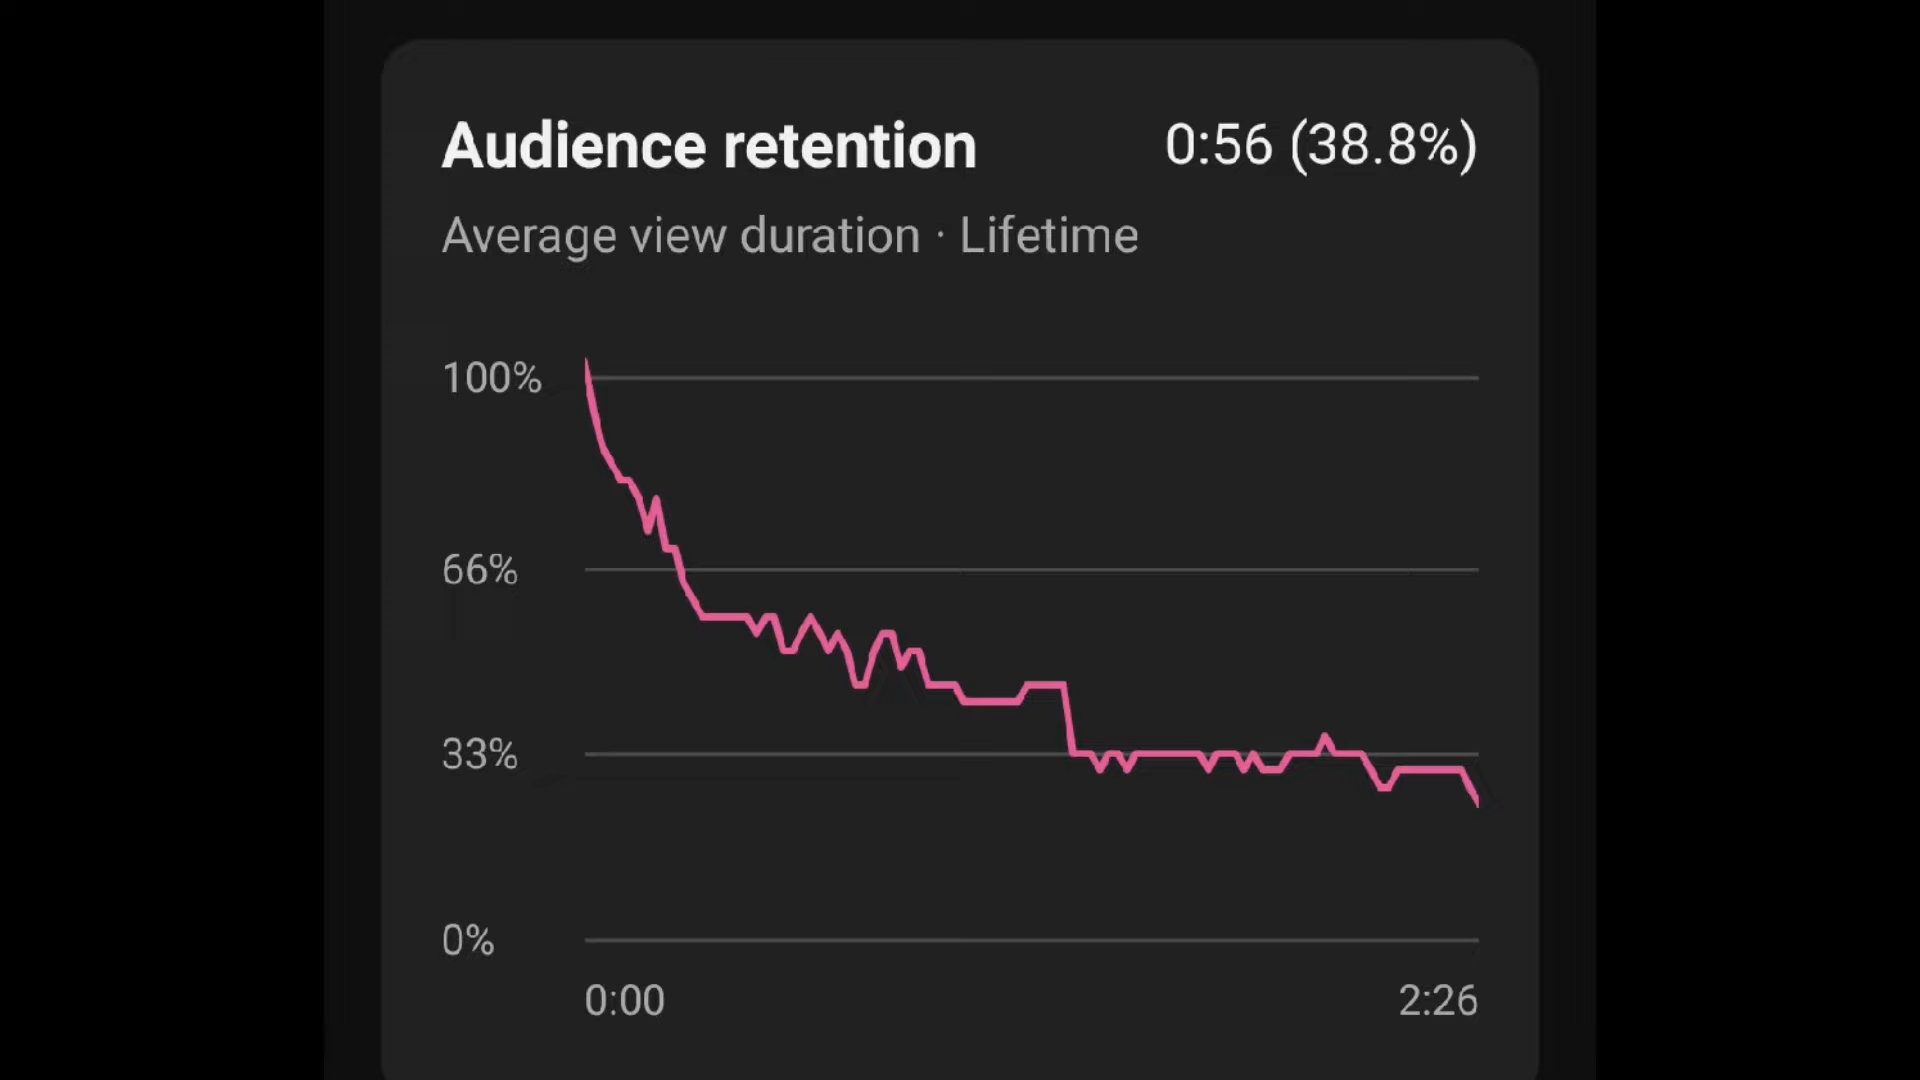 Audience retention 0:56 (38.8%)
Average view duration · Lifetime
100%
66%
33%
0%
0:00 2:26